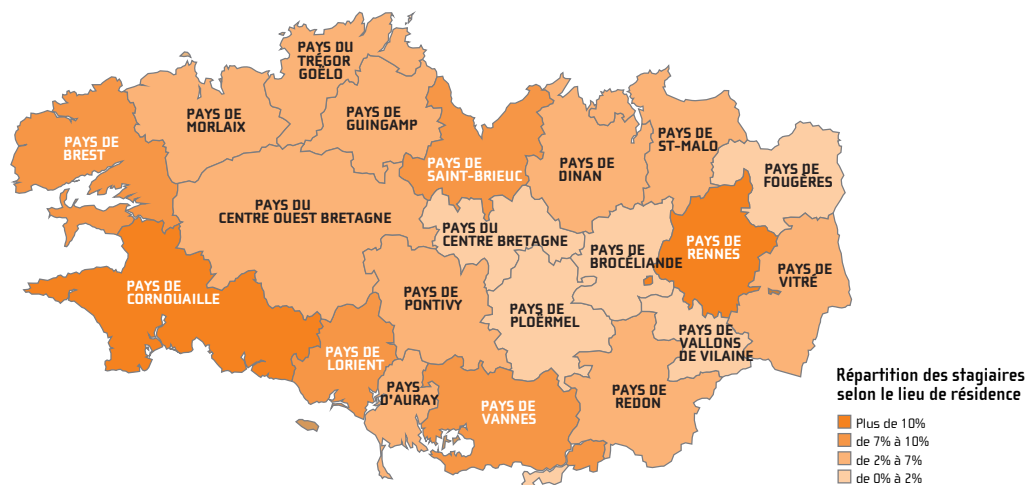 PAYS DU
TRÉGOR
GOËLO
PAYS DE
MORLAIX
PAYS DE
GUINGAMP
PAYS DE
BREST
PAYS DE
SAINT-BRIEUC
PAYS DE
DINAN
PAYS DE
ST-MALO
PAYS DE
FOUGÈRES
PAYS DU
CENTRE OUEST BRETAGNE
PAYS DU
CENTRE BRETAGNE
PAYS DE
BROCÉLIANDE
PAYS DE
RENNES
PAYS DE
VITRÉ
PAYS DE
CORNOUAILLE
PAYS DE
PONTIVY
PAYS DE
PLOËRMEL
PAYS DE
VALLONS
DE VILAINE
PAYS DE
LORIENT
PAYS
D'AURAY
PAYS DE
VANNES
PAYS DE
REDON
Répartition des stagiaires
selon le lieu de résidence
Plus de 10%
de 7% à 10%
de 2% à 7%
de 0% à 2%